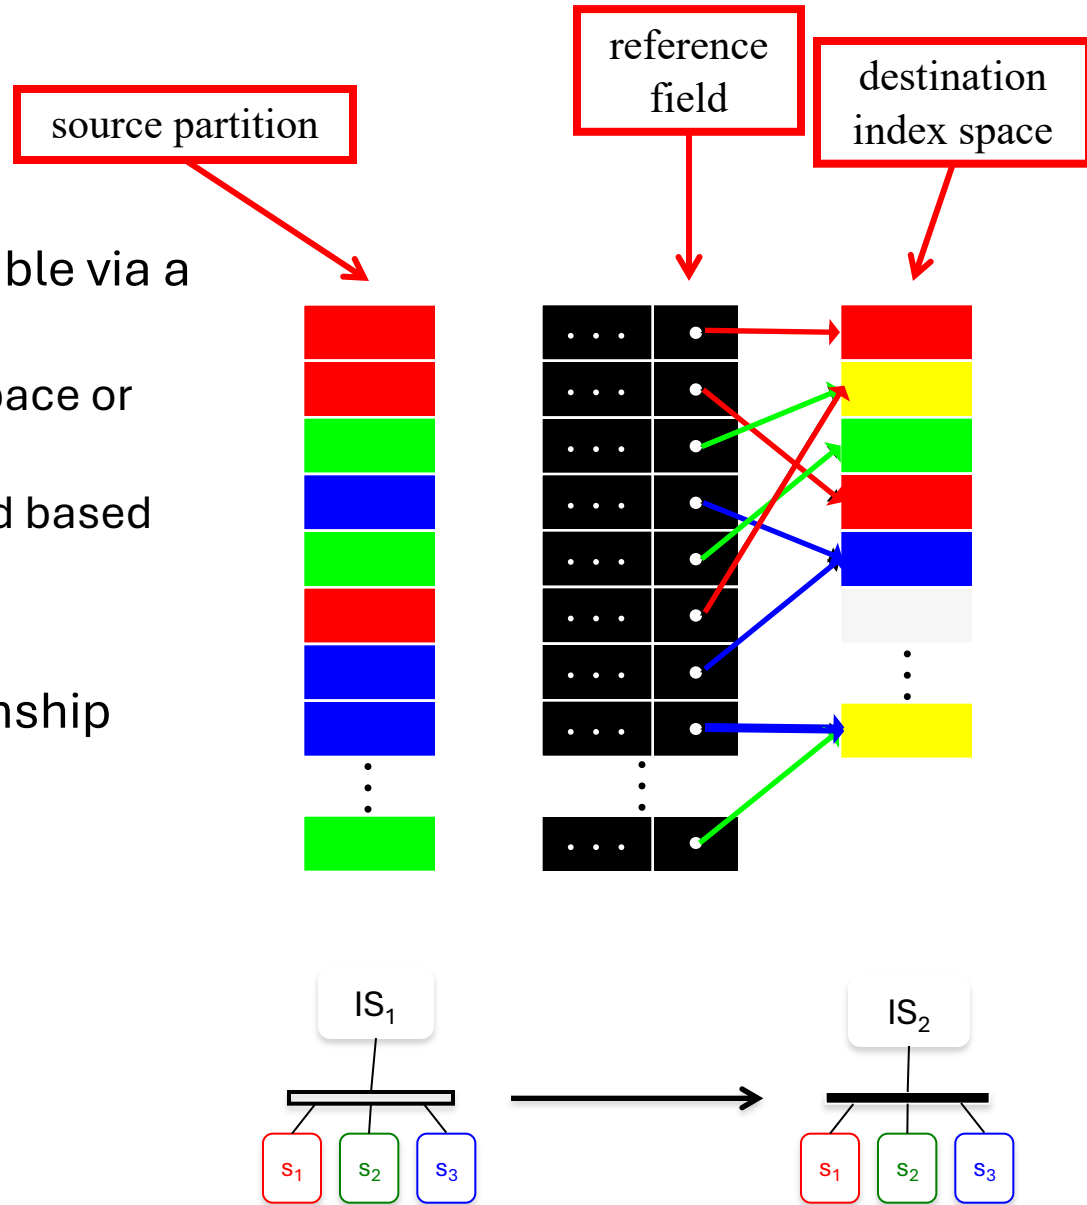 reference
field
destination
index space
source partition
ble via a
pace or
d based
nship
. . .
. . .
. . .
. . .
. . .
. . .
. . .
. . .
. . .
IS₁
IS₂
s₁ s₂ s₃
s₁ s₂ s₃